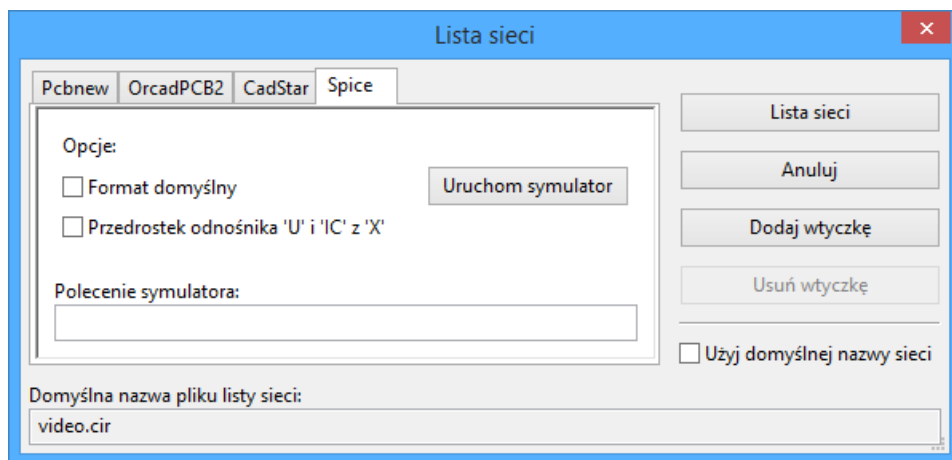 Lista sieci
Pcbnew OrcadPCB2 CadStar Spice
Opcje:
Format domyślny
Uruchom symulator
Przedrostek odnośnika 'U' i 'IC' z 'X'
Polecenie symulatora:
Lista sieci
Anuluj
Dodaj wtyczkę
Usuń wtyczkę
Użyj domyślnej nazwy sieci
Domyślna nazwa pliku listy sieci:
video.cir